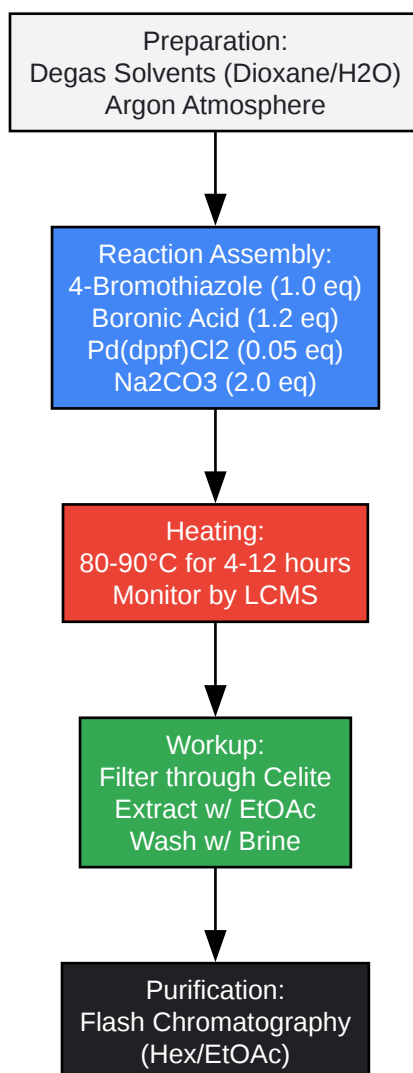 Preparation:
Degas Solvents (Dioxane/H2O)
Argon Atmosphere
Reaction Assembly:
4-Bromothiazole (1.0 eq)
Boronic Acid (1.2 eq)
Pd(dppf)Cl2 (0.05 eq)
Na2CO3 (2.0 eq)
Heating:
80-90°C for 4-12 hours
Monitor by LCMS
Workup:
Filter through Celite
Extract w/ EtOAc
Wash w/ Brine
Purification:
Flash Chromatography
(Hex/EtOAc)